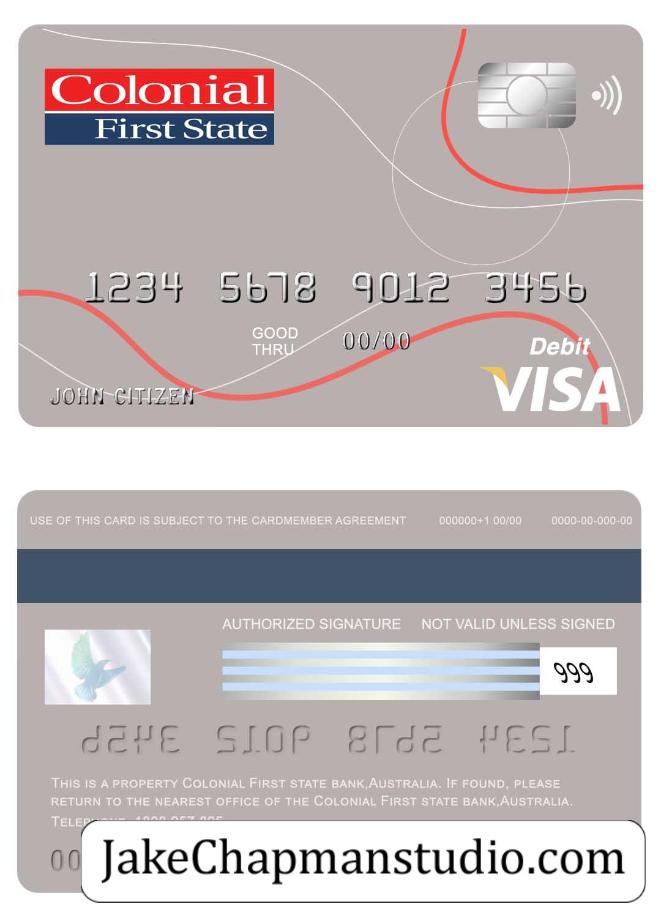 Colonial
First State
1234 5678 9012 3456
GOOD
THRU
00/00
Debit
JOHN CITIZEN
VISA
USE OF THIS CARD IS SUBJECT TO THE CARDMEMBER AGREEMENT 000000+1 00/00 0000-00-000-00
AUTHORIZED SIGNATURE NOT VALID UNLESS SIGNED
999
THIS IS A PROPERTY COLONIAL FIRST STATE BANK,AUSTRALIA. IF FOUND, PLEASE
RETURN TO THE NEAREST OFFICE OF THE COLONIAL FIRST STATE BANK,AUSTRALIA.
00
JakeChapmanstudio.com